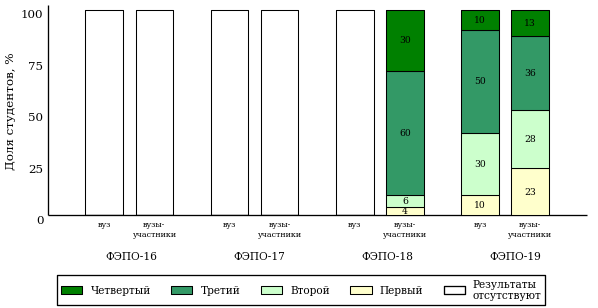 Доля студентов, %
100
75
50
25
0
30
60
6
4
10
50
30
10
13
36
28
23
вуз
вузы-
участники
вуз
вузы-
участники
вуз
вузы-
участники
вуз
вузы-
участники
ФЭПО-16
ФЭПО-17
ФЭПО-18
ФЭПО-19
Четвертый
Третий
Второй
Первый
Результаты
отсутствуют